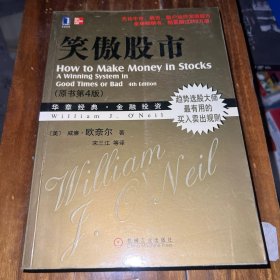 笑傲股市
How to Make Money in Stocks
A Winning System in
Good Times or Bad 4th Edition
(原书第4版)
华章经典·金融投资
William J. O'Neil
[美] 威廉·欧奈尔 著
宋三江 等译
趋势选股大师
最有用的
买入卖出规则
William
J. O'Neil
机械工业出版社